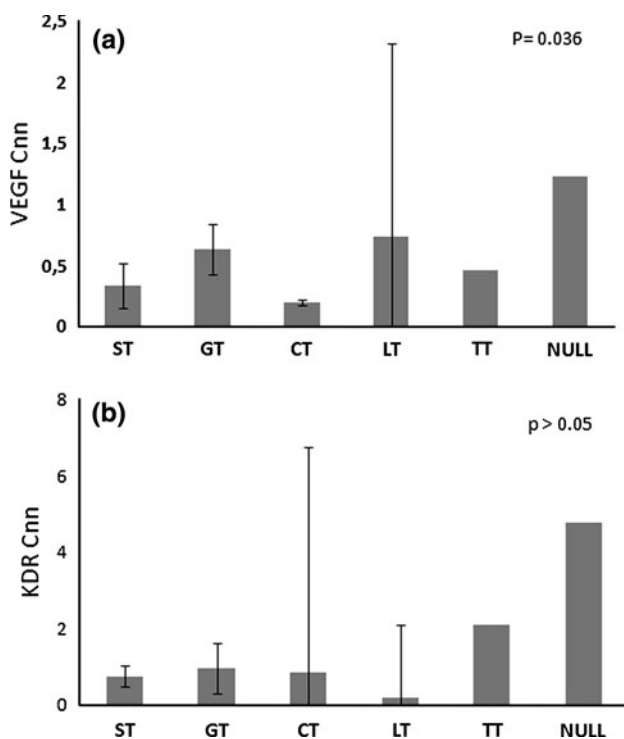 (a)
P= 0.036
VEGF Cnn
2,5
2
1,5
1
0,5
0
ST GT CT LT TT NULL
(b)
p > 0.05
KDR Cnn
8
6
4
2
0
ST GT CT LT TT NULL